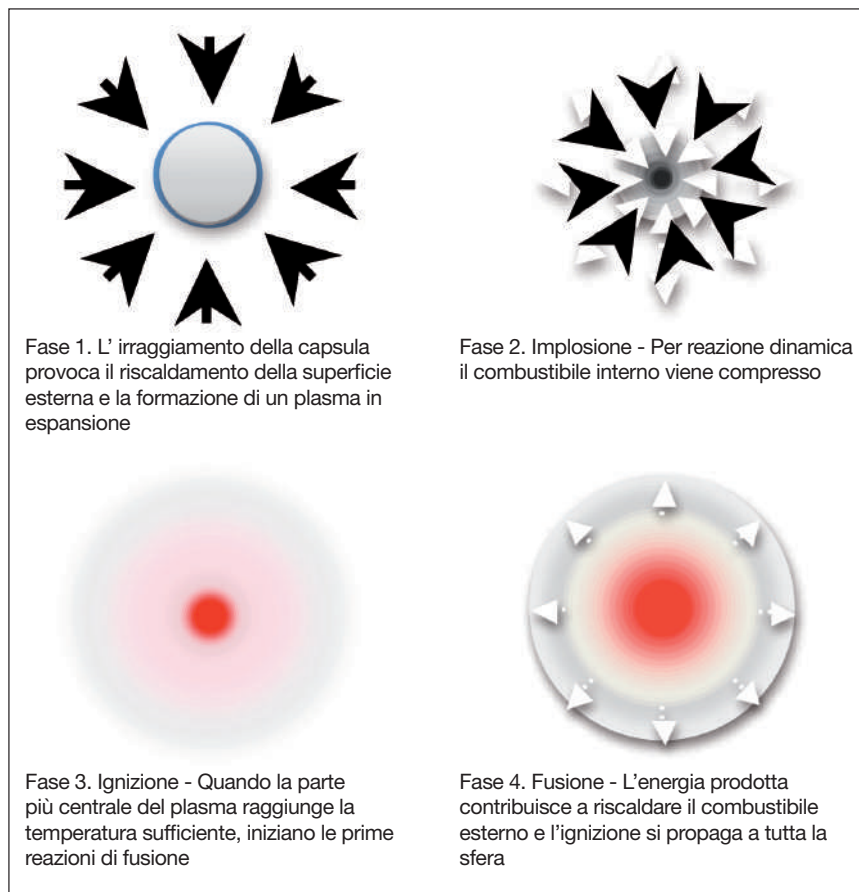 Fase 1. L' irraggiamento della capsula
provoca il riscaldamento della superficie
esterna e la formazione di un plasma in
espansione
Fase 2. Implosione - Per reazione dinamica
il combustibile interno viene compresso
Fase 3. Ignizione - Quando la parte
più centrale del plasma raggiunge la
temperatura sufficiente, iniziano le prime
reazioni di fusione
Fase 4. Fusione - L'energia prodotta
contribuisce a riscaldare il combustibile
esterno e l'ignizione si propaga a tutta la
sfera